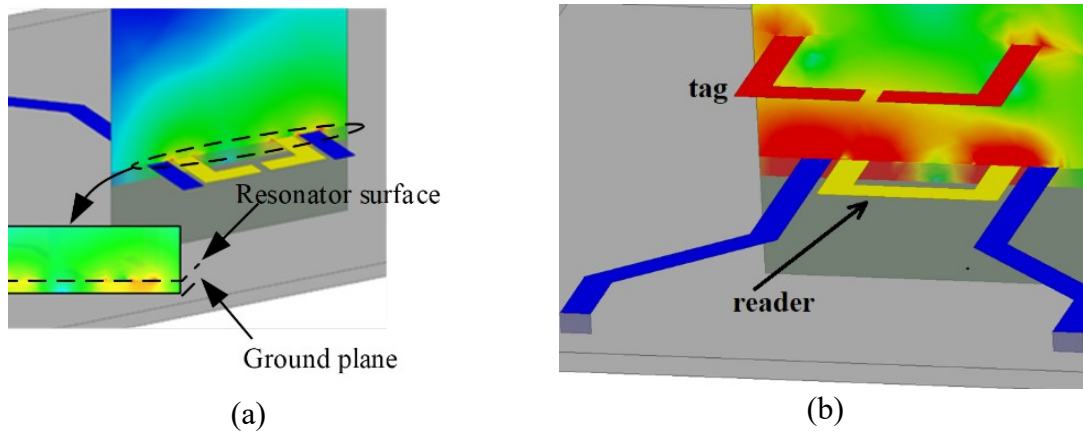 Resonator surface
Ground plane
(a)
tag
reader
(b)